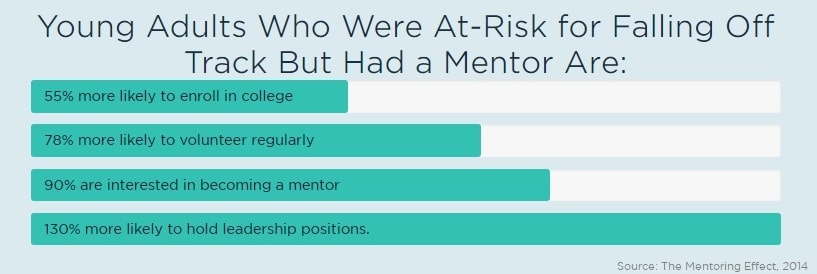 Young Adults Who Were At-Risk for Falling Off
Track But Had a Mentor Are:
55% more likely to enroll in college
78% more likely to volunteer regularly
90% are interested in becoming a mentor
130% more likely to hold leadership positions.
Source: The Mentoring Effect, 2014